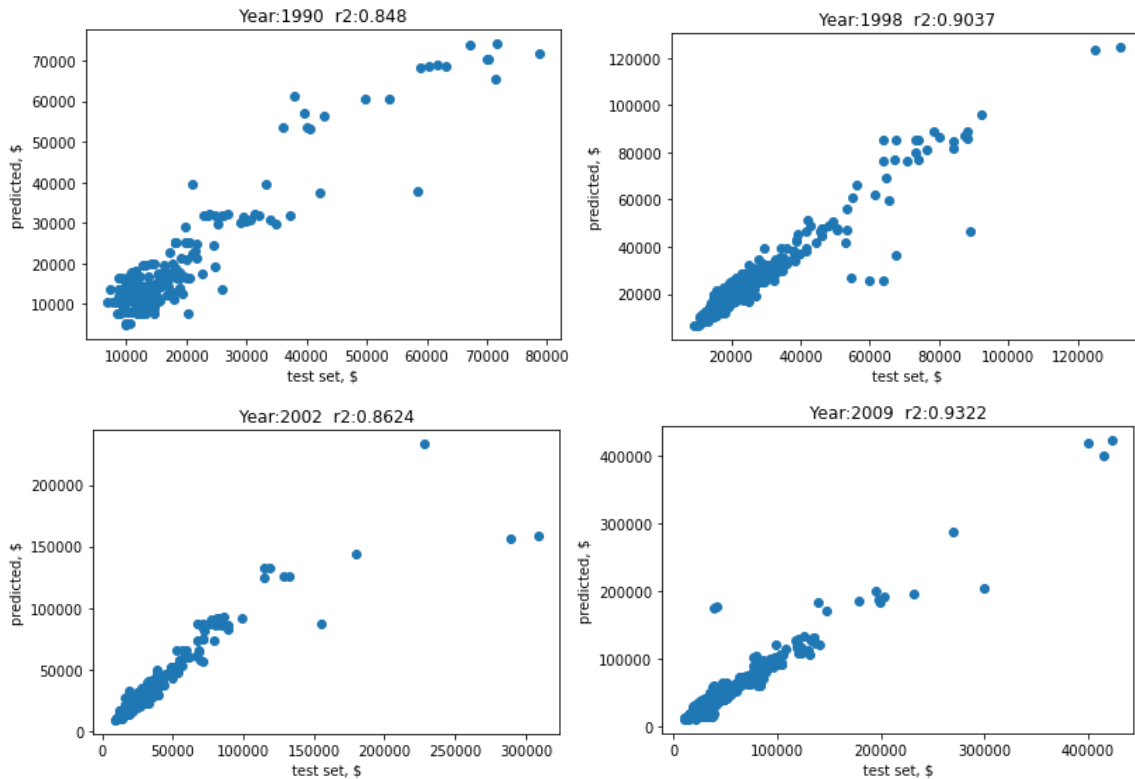 Year:1990 r2:0.848
predicted, $
70000
60000
50000
40000
30000
20000
10000
10000 20000 30000 40000 50000 60000 70000 80000
test set, $
Year:1998 r2:0.9037
predicted, $
120000
100000
80000
60000
40000
20000
20000 40000 60000 80000 100000 120000
test set, $
Year:2002 r2:0.8624
predicted, $
200000
150000
100000
50000
0
0 50000 100000 150000 200000 250000 300000
test set, $
Year:2009 r2:0.9322
predicted, $
400000
300000
200000
100000
0
0 100000 200000 300000 400000
test set, $